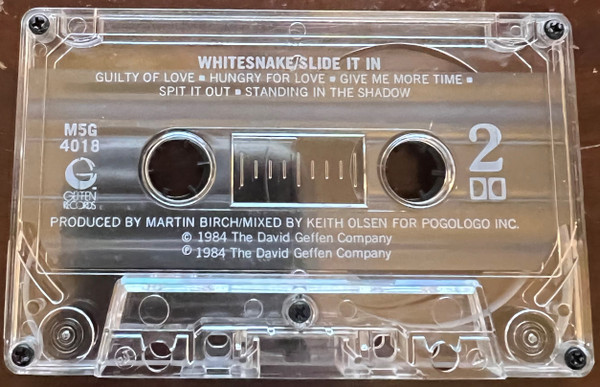 WHITESNAKE/SLIDE IT IN
GUILTY OF LOVE ▪ HUNGRY FOR LOVE ▪ GIVE ME MORE TIME ▪
SPIT IT OUT ▪ STANDING IN THE SHADOW
M5G
4018
2
GEFFEN
RECORDS
PRODUCED BY MARTIN BIRCH/MIXED BY KEITH OLSEN FOR POGOLOGO INC.
© 1984 The David Geffen Company
℗ 1984 The David Geffen Company